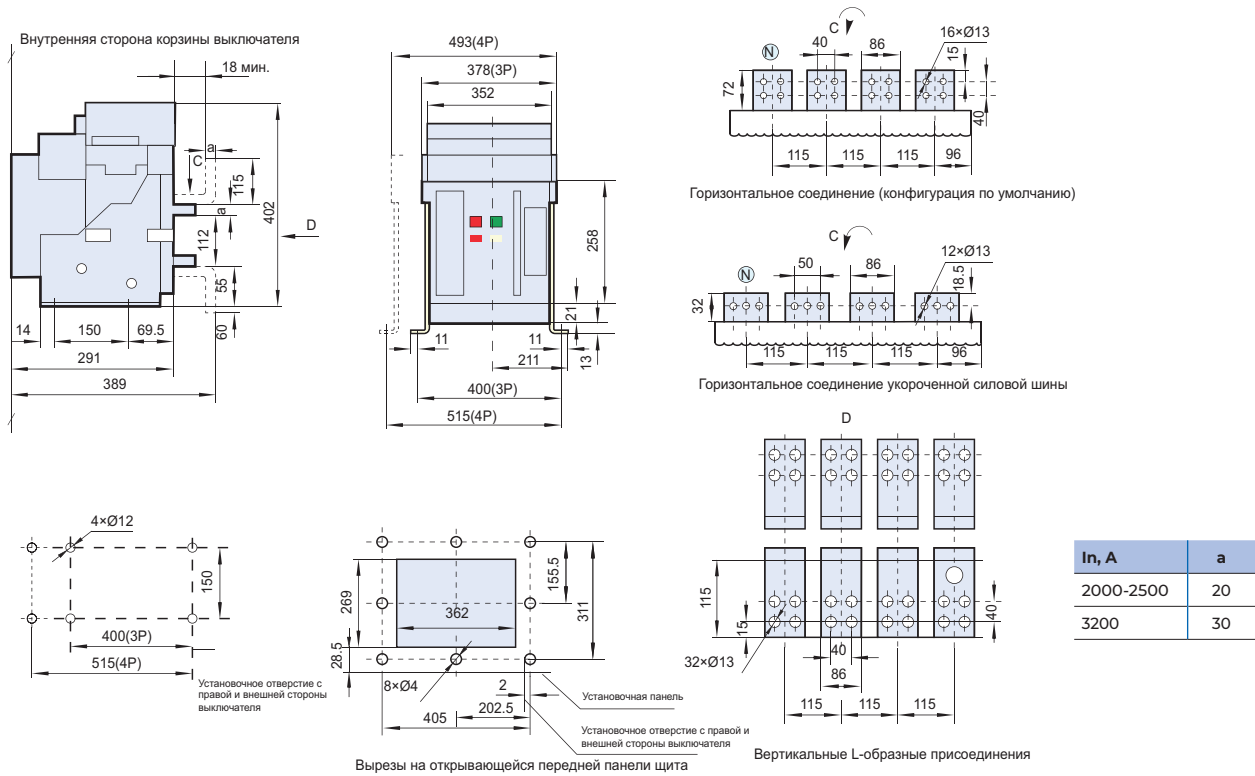 Внутренняя сторона корзины выключателя
18 мин.
a
C
115
a
402
D
112
55
60
14
150
69.5
291
389
493(4P)
378(3P)
352
258
21
11
11
13
211
400(3P)
515(4P)
C
N
40
86
16×Ø13
15
72
40
115
115
115
96
Горизонтальное соединение (конфигурация по умолчанию)
C
N
50
86
12×Ø13
18.5
32
115
115
115
96
Горизонтальное соединение укороченной силовой шины
4×Ø12
150
400(3P)
515(4P)
Установочное отверстие с
правой и внешней стороны
выключателя
269
362
155.5
311
28.5
8×Ø4
2
202.5
405
Установочная панель
Установочное отверстие с правой и
внешней стороны выключателя
Вырезы на открывающейся передней панели щита
D
115
15
40
32×Ø13
40
86
115
115
115
Вертикальные L-образные присоединения
In, A a
2000-2500 20
3200 30